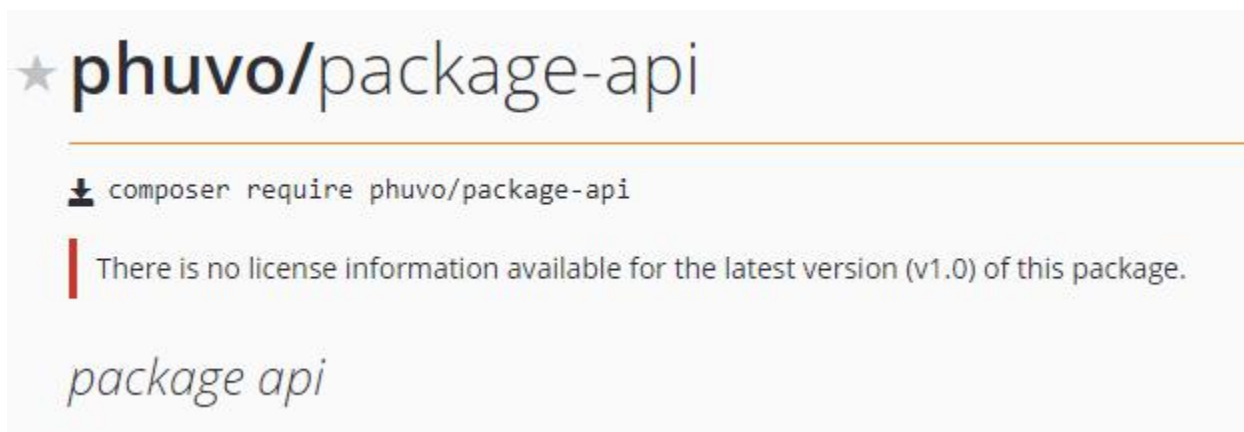 phuvo/package-api
composer require phuvo/package-api
There is no license information available for the latest version (v1.0) of this package.
package api